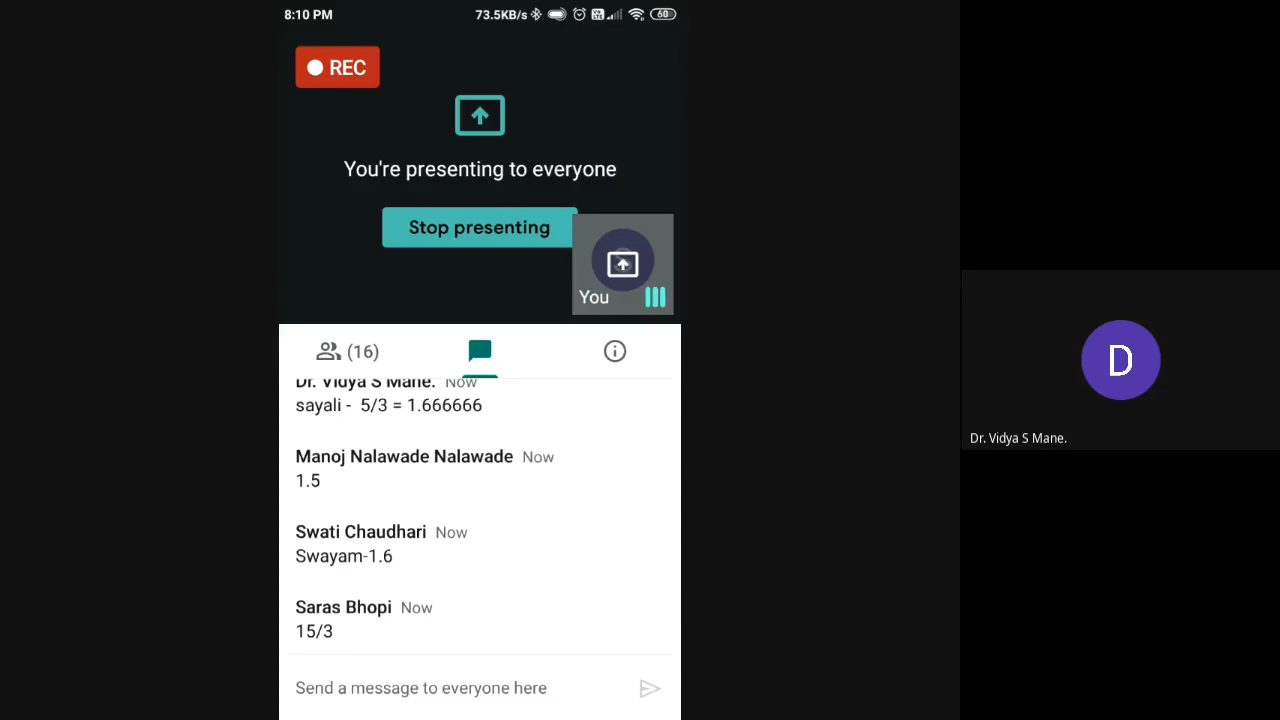 8:10 PM
73.5KB/s
60
REC
You're presenting to everyone
Stop presenting
You
(16)
Dr. Vidya S Mane. Now
sayali - 5/3 = 1.666666
Manoj Nalawade Nalawade Now
1.5
Swati Chaudhari Now
Swayam-1.6
Saras Bhopi Now
15/3
Send a message to everyone here
D
Dr. Vidya S Mane.